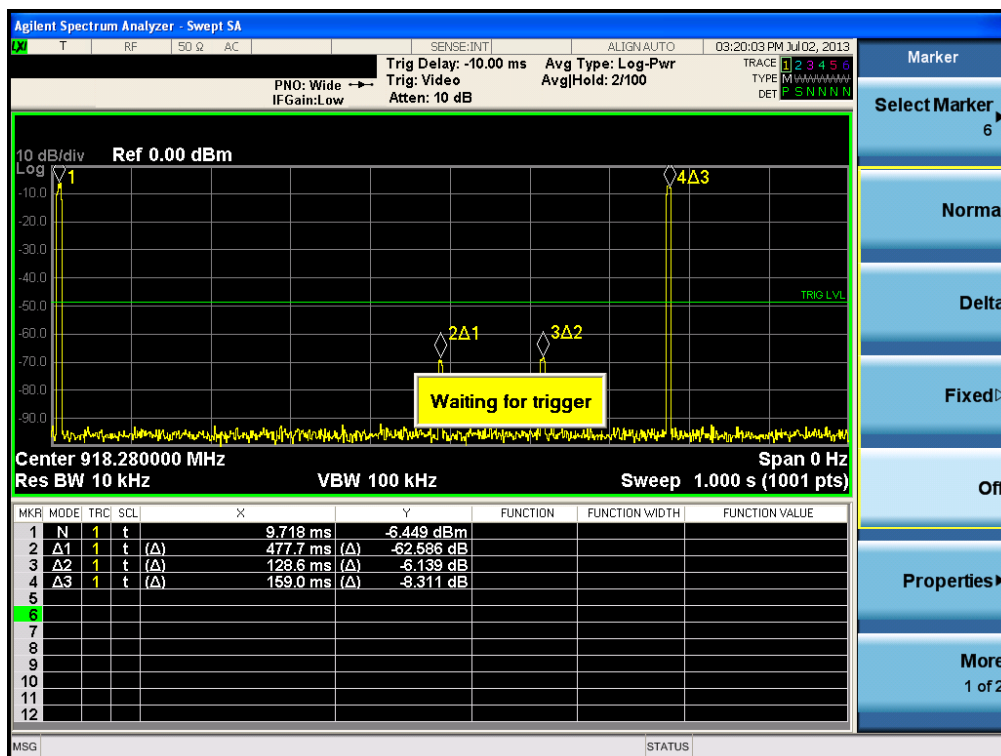 Agilent Spectrum Analyzer - Swept SA
LXI T RF 50 Ω AC SENSE:INT ALIGN AUTO 03:20:03 PM Jul 02, 2013
Trig Delay: -10.00 ms Avg Type: Log-Pwr TRACE 1 2 3 4 5 6
PNO: Wide Trig: Video Avg|Hold: 2/100 TYPE M WWWWW
IFGain:Low Atten: 10 dB DET P S N N N N
10 dB/div Ref 0.00 dBm
Log
1
4Δ3
-10.0
-20.0
-30.0
-40.0
TRIG LVL
-50.0
-60.0
2Δ1
3Δ2
-70.0
-80.0
Waiting for trigger
-90.0
Center 918.280000 MHz Span 0 Hz
Res BW 10 kHz VBW 100 kHz Sweep 1.000 s (1001 pts)
MKR MODE TRC SCL X Y FUNCTION FUNCTION WIDTH FUNCTION VALUE
1 N 1 t 9.718 ms -6.449 dBm
2 Δ1 1 t (Δ) 477.7 ms (Δ) -62.586 dB
3 Δ2 1 t (Δ) 128.6 ms (Δ) -6.139 dB
4 Δ3 1 t (Δ) 159.0 ms (Δ) -8.311 dB
5
6
7
8
9
10
11
12
MSG STATUS
Marker
Select Marker
6
Norma
Delta
Fixed
Off
Properties
More
1 of 2